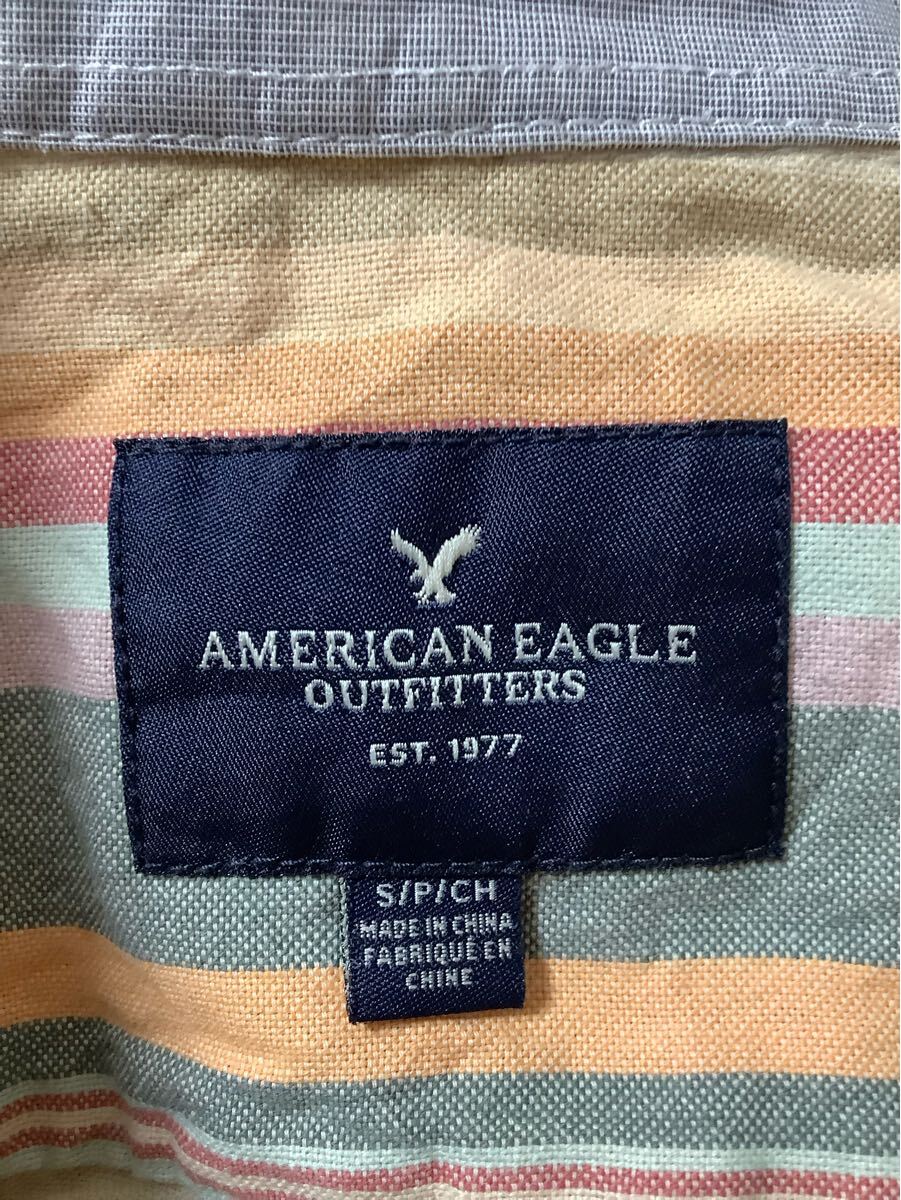 AMERICAN EAGLE
OUTFITTERS
EST. 1977
S/P/CH
MADE IN CHINA
FABRIQUÉ EN
CHINE